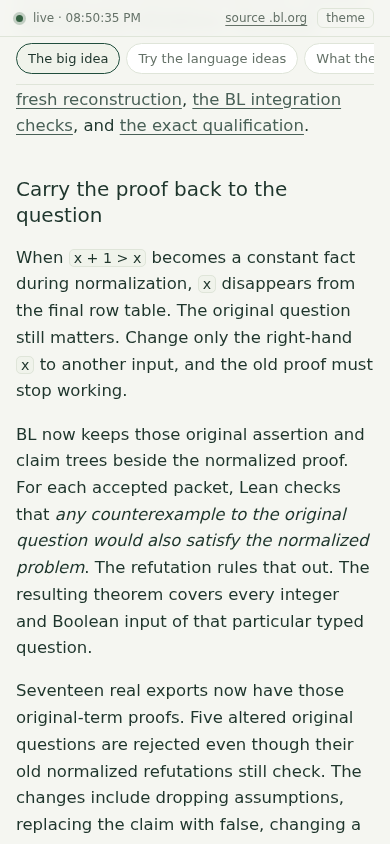 live · 08:50:35 PM
source .bl.org
theme
The big idea
Try the language ideas
What the
fresh reconstruction, the BL integration
checks, and the exact qualification.
Carry the proof back to the
question
When x + 1 > x becomes a constant fact
during normalization, x disappears from
the final row table. The original question
still matters. Change only the right-hand
x to another input, and the old proof must
stop working.
BL now keeps those original assertion and
claim trees beside the normalized proof.
For each accepted packet, Lean checks
that any counterexample to the original
question would also satisfy the normalized
problem. The refutation rules that out. The
resulting theorem covers every integer
and Boolean input of that particular typed
question.
Seventeen real exports now have those
original-term proofs. Five altered original
questions are rejected even though their
old normalized refutations still check. The
changes include dropping assumptions,
replacing the claim with false, changing a